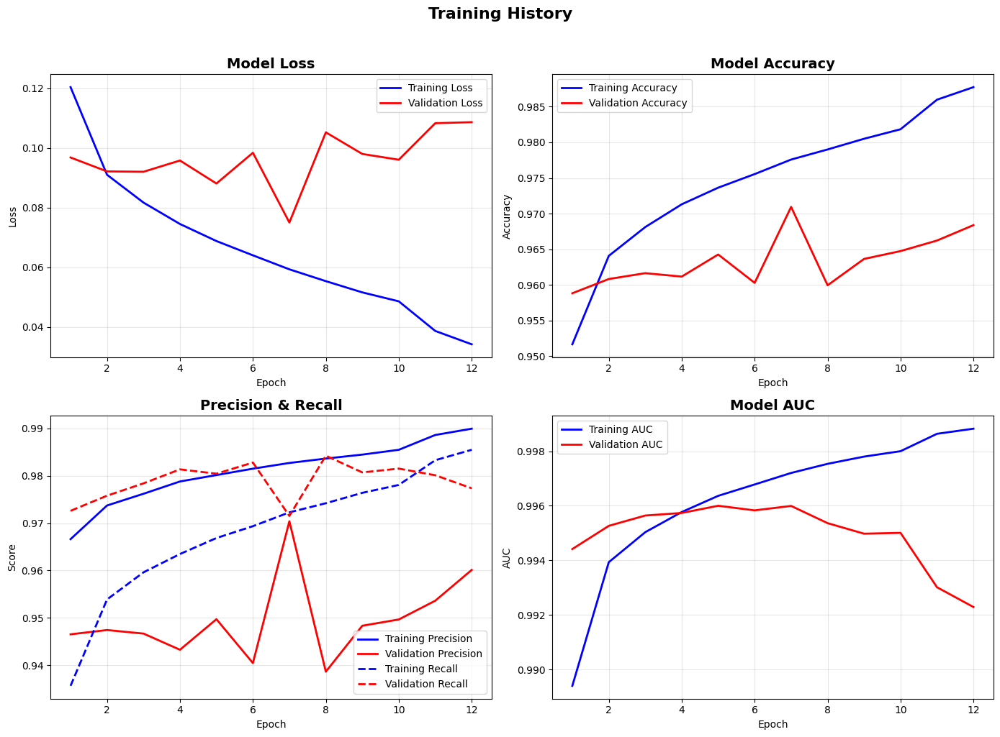 Training History
Model Loss
Training Loss
Validation Loss
0.12
0.10
0.08
0.06
0.04
Loss
2 4 6 8 10 12
Epoch
Model Accuracy
Training Accuracy
Validation Accuracy
0.985
0.980
0.975
0.970
0.965
0.960
0.955
0.950
Accuracy
2 4 6 8 10 12
Epoch
Precision & Recall
0.99
0.98
0.97
0.96
0.95
0.94
Score
Training Precision
Validation Precision
Training Recall
Validation Recall
2 4 6 8 10 12
Epoch
Model AUC
Training AUC
Validation AUC
0.998
0.996
0.994
0.992
0.990
AUC
2 4 6 8 10 12
Epoch